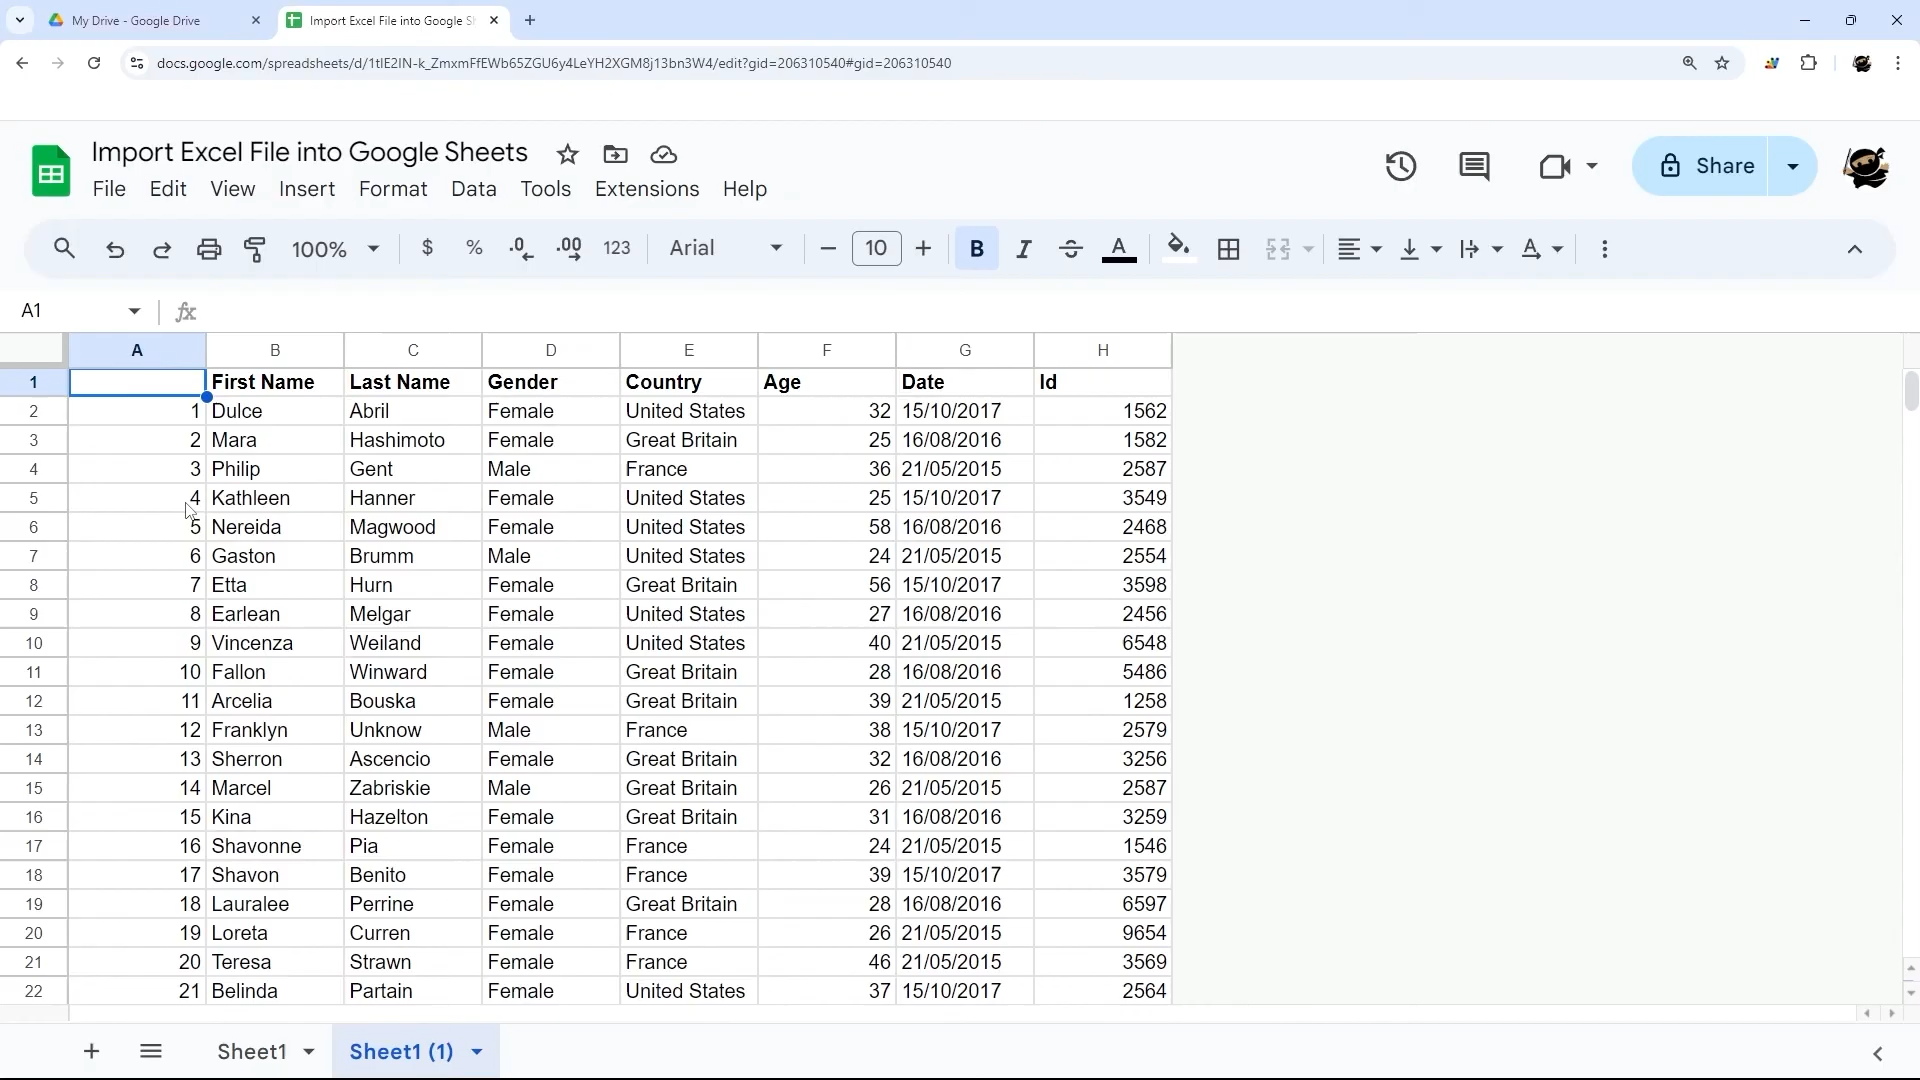 My Drive - Google Drive
Import Excel File into Google Sh
docs.google.com/spreadsheets/d/1tIE2IN-k_ZmxmFfEWb65ZGU6y4LeYH2XGM8j13bn3W4/edit?gid=206310540#gid=206310540
Import Excel File into Google Sheets
File Edit View Insert Format Data Tools Extensions Help
Share
100% $ % .0 .00 123 Arial 10 B I S A A
A1 fx
A B C D E F G H
1 First Name Last Name Gender Country Age Date Id
2 1 Dulce Abril Female United States 32 15/10/2017 1562
3 2 Mara Hashimoto Female Great Britain 25 16/08/2016 1582
4 3 Philip Gent Male France 36 21/05/2015 2587
5 4 Kathleen Hanner Female United States 25 15/10/2017 3549
6 5 Nereida Magwood Female United States 58 16/08/2016 2468
7 6 Gaston Brumm Male United States 24 21/05/2015 2554
8 7 Etta Hurn Female Great Britain 56 15/10/2017 3598
9 8 Earlean Melgar Female United States 27 16/08/2016 2456
10 9 Vincenza Weiland Female United States 40 21/05/2015 6548
11 10 Fallon Winward Female Great Britain 28 16/08/2016 5486
12 11 Arcelia Bouska Female Great Britain 39 21/05/2015 1258
13 12 Franklyn Unknow Male France 38 15/10/2017 2579
14 13 Sherron Ascencio Female Great Britain 32 16/08/2016 3256
15 14 Marcel Zabriskie Male Great Britain 26 21/05/2015 2587
16 15 Kina Hazelton Female Great Britain 31 16/08/2016 3259
17 16 Shavonne Pia Female France 24 21/05/2015 1546
18 17 Shavon Benito Female France 39 15/10/2017 3579
19 18 Lauralee Perrine Female Great Britain 28 16/08/2016 6597
20 19 Loreta Curren Female France 26 21/05/2015 9654
21 20 Teresa Strawn Female France 46 21/05/2015 3569
22 21 Belinda Partain Female United States 37 15/10/2017 2564
Sheet1 Sheet1 (1)